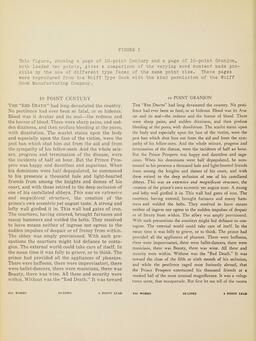 FIGURE I
This figure, showing a page of 10-point Century and a page of 10-point Granjon,
both leaded two points, gives a comparison of the varying word content made pos-
sible by the use of different type faces of the same point size. These pages
were reproduced from the Wolff Type Book with the kind permission of the Wolff
Book Manufacturing Company.
10 POINT CENTURY
THE "RED DEATH" had long devastated the country.
No pestilence had ever been so fatal, or so hideous.
Blood was it Avatar and its seal—the redness and
the horror of blood. There were sharp pains, and sud-
den dizziness, and then profuse bleeding at the pores,
with dissolution. The scarlet stains upon the body
and especially upon the face of the victim, were the
pest ban which shut him out from the aid and from
the sympathy of his fellow-men. And the whole seizure,
progress and termination of the disease, were
the incidents of half an hour. But the Prince Pros-
pero was happy and dauntless and sagacious. When
his dominions were half depopulated, he summoned
to his presence a thousand hale and light-hearted
friends from among the knights and dames of his
court, and with these retired to the deep seclusion of
one of his castellated abbeys. This was an extensive
and magnificent structure, the creation of the
prince's own eccentric yet august taste. A strong and
lofty wall girdled it in. This wall had gates of iron.
The courtiers, having entered, brought furnaces and
massy hammers and welded the bolts. They resolved
to leave means neither of ingress nor egress to the
sudden impulses of despair or of frenzy from within.
The abbey was amply provisioned. With such pre-
cautions the courtiers might bid defiance to conta-
gion. The external world could take care of itself. In
the mean time it was folly to grieve, or to think. The
prince had provided all the appliances of pleasure.
There were buffoons, there were improvisatori, there
were ballet-dancers, there were musicians, there was
Beauty, there was wine. All these and security were
within. Without was the "Red Death." It was toward
10 POINT GRANJON
THE "RED DEATH" had long devastated the country. No pesti-
lence had ever been so fatal, or so hideous. Blood was its Ava-
tar and its seal—the redness and the horror of blood. There
were sharp pains, and sudden dizziness, and then profuse
bleeding at the pores, with dissolution. The scarlet stains upon
the body and especially upon the face of the victim, were the
pest ban which shut him out from the aid and from the sym-
pathy of his fellow-men. And the whole seizure, progress and
termination of the disease, were the incidents of half an hour.
But the Prince Prospero was happy and dauntless and saga-
cious. When his dominions were half depopulated, he sum-
moned to his presence a thousand hale and light-hearted friends
from among the knights and dames of his court, and with
these retired to the deep seclusion of one of his castellated
abbeys. This was an extensive and magnificent structure, the
creation of the prince's own eccentric yet august taste. A strong
and lofty wall girdled it in. This wall had gates of iron. The
courtiers, having entered, brought furnaces and massy ham-
mers and welded the bolts. They resolved to leave means
neither of ingress nor egress to the sudden impulses of despair
or of frenzy from within. The abbey was amply provisioned.
With such precautions the courtiers might bid defiance to con-
tagion. The external world could take care of itself. In the
mean time it was folly to grieve, or to think. The prince had
provided all the appliances of pleasure. There were buffoons,
there were improvisatori, there were ballet-dancers, there were
musicians, there was Beauty, there was wine. All these and
security were within. Without was the "Red Death." It was
toward the close of the fifth or sixth month of his seclusion,
and while the pestilence raged most furiously abroad, that
the Prince Prospero entertained his thousand friends at a
masked ball of the most unusual magnificence. It was a volup-
tuous scene, that masquerade. But first let me tell of the rooms